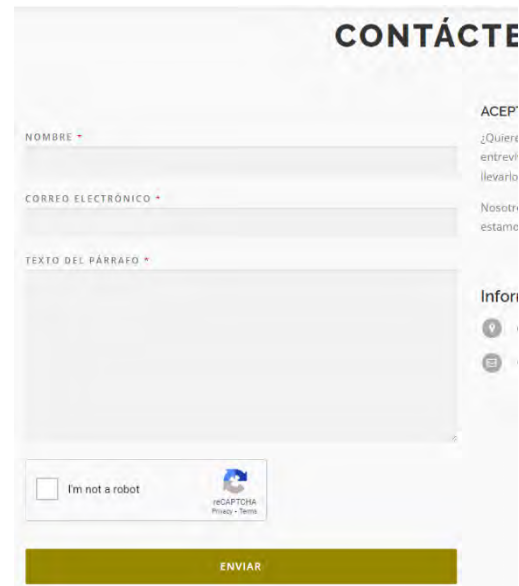 CONTÁCTE
NOMBRE *
CORREO ELECTRÓNICO *
TEXTO DEL PÁRRAFO *
I'm not a robot
reCAPTCHA
Privacy - Terms
ENVIAR
ACEPT
¿Quiere
entrevi
llevarlo
Nosotro
estamo
Infor